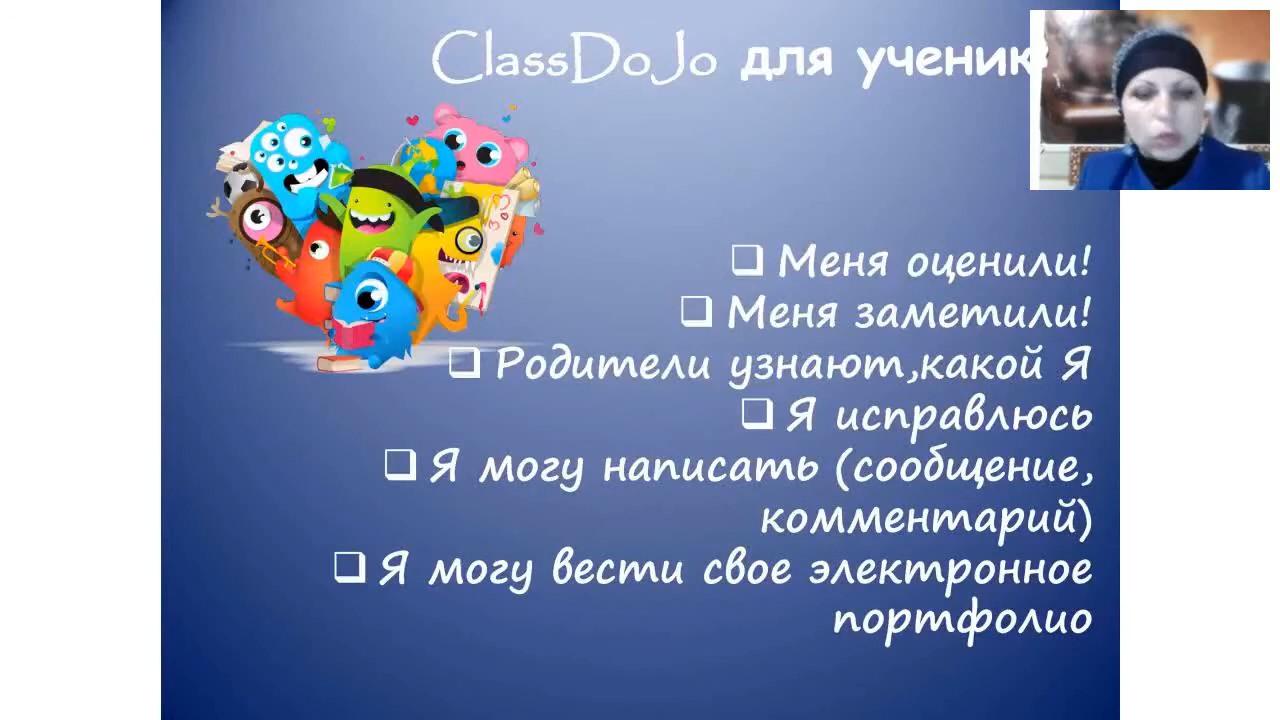 ClassDoJo для ученик
Меня оценили!
Меня заметили!
Родители узнают,какой Я
Я исправлюсь
Я могу написать (сообщение,
комментарий)
Я могу вести свое электронное
портфолио